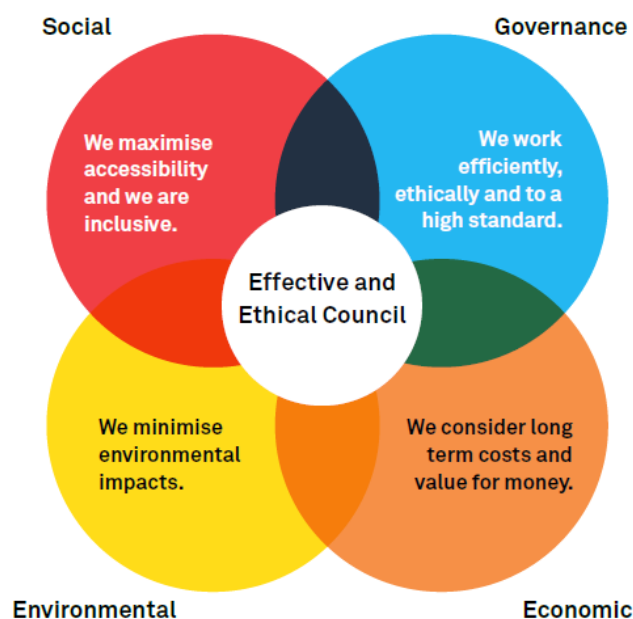 Social
Governance
We maximise
accessibility
and we are
inclusive.
We work
efficiently,
ethically and to a
high standard.
Effective and
Ethical Council
We minimise
environmental
impacts.
We consider long
term costs and
value for money.
Environmental
Economic